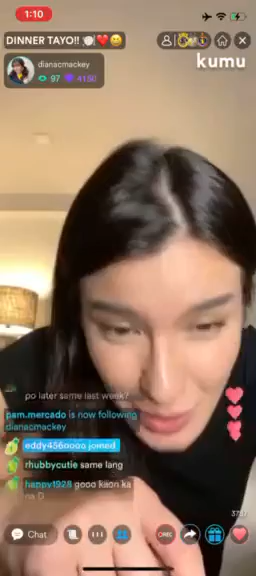 1:10
DINNER TAYO!! 🍽️❤️😊
dianacmackey
97 4150
kumu
po later same last week?
pam.mercado is now following
dianacmackey
joined
rhubbycutie same lang
happy1928 gooo kaon ka
na D
Chat